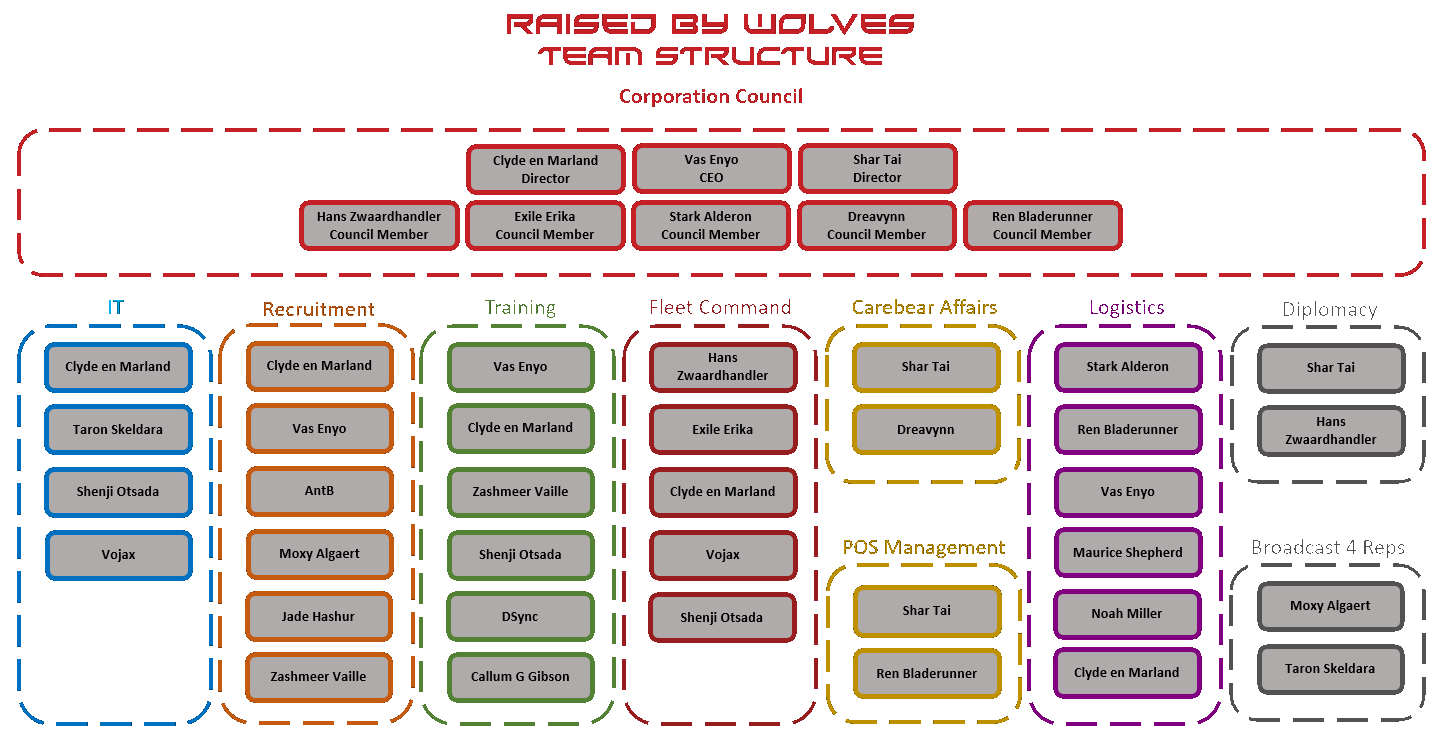 RAISED BY WOLVES
TEAM STRUCTURE
Corporation Council
Clyde en Marland
Director
Vas Enyo
CEO
Shar Tai
Director
Hans Zwaardhandler
Council Member
Exile Erika
Council Member
Stark Alderon
Council Member
Dreavynn
Council Member
Ren Bladerunner
Council Member
IT
Clyde en Marland
Taron Skeldara
Shenji Otsada
Vojax
Recruitment
Clyde en Marland
Vas Enyo
AntB
Moxy Algaert
Jade Hashur
Zashmeer Vaille
Training
Vas Enyo
Clyde en Marland
Zashmeer Vaille
Shenji Otsada
DSync
Callum G Gibson
Fleet Command
Hans
Zwaardhandler
Exile Erika
Clyde en Marland
Vojax
Shenji Otsada
Carebear Affairs
Shar Tai
Dreavynn
POS Management
Shar Tai
Ren Bladerunner
Logistics
Stark Alderon
Ren Bladerunner
Vas Enyo
Maurice Shepherd
Noah Miller
Clyde en Marland
Diplomacy
Shar Tai
Hans
Zwaardhandler
Broadcast 4 Reps
Moxy Algaert
Taron Skeldara